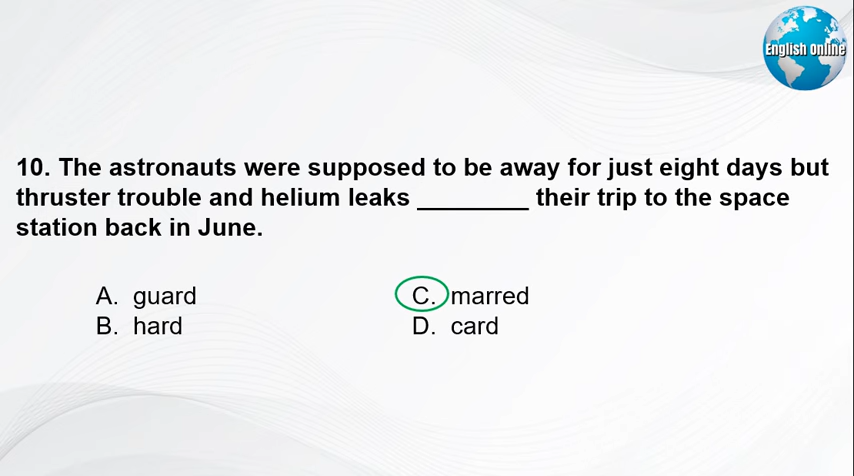 English Online
10. The astronauts were supposed to be away for just eight days but
thruster trouble and helium leaks ________ their trip to the space
station back in June.
A. guard
B. hard
C. marred
D. card